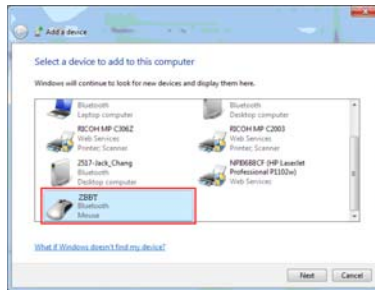 Add a device
Select a device to add to this computer
Windows will continue to look for new devices and display them here.
Bluetooth
Laptop computer
Bluetooth
Desktop computer
RICOH MP C306Z
Web Services
Printer; Scanner
RICOH MP C2003
Web Services
Printer; Scanner
2517-Jack_Chang
Bluetooth
Desktop computer
(HP LaserJet
Professional P1102w)
Web Services
ZBBT
Bluetooth
Mouse
What if Windows doesn't find my device?
Next
Cancel